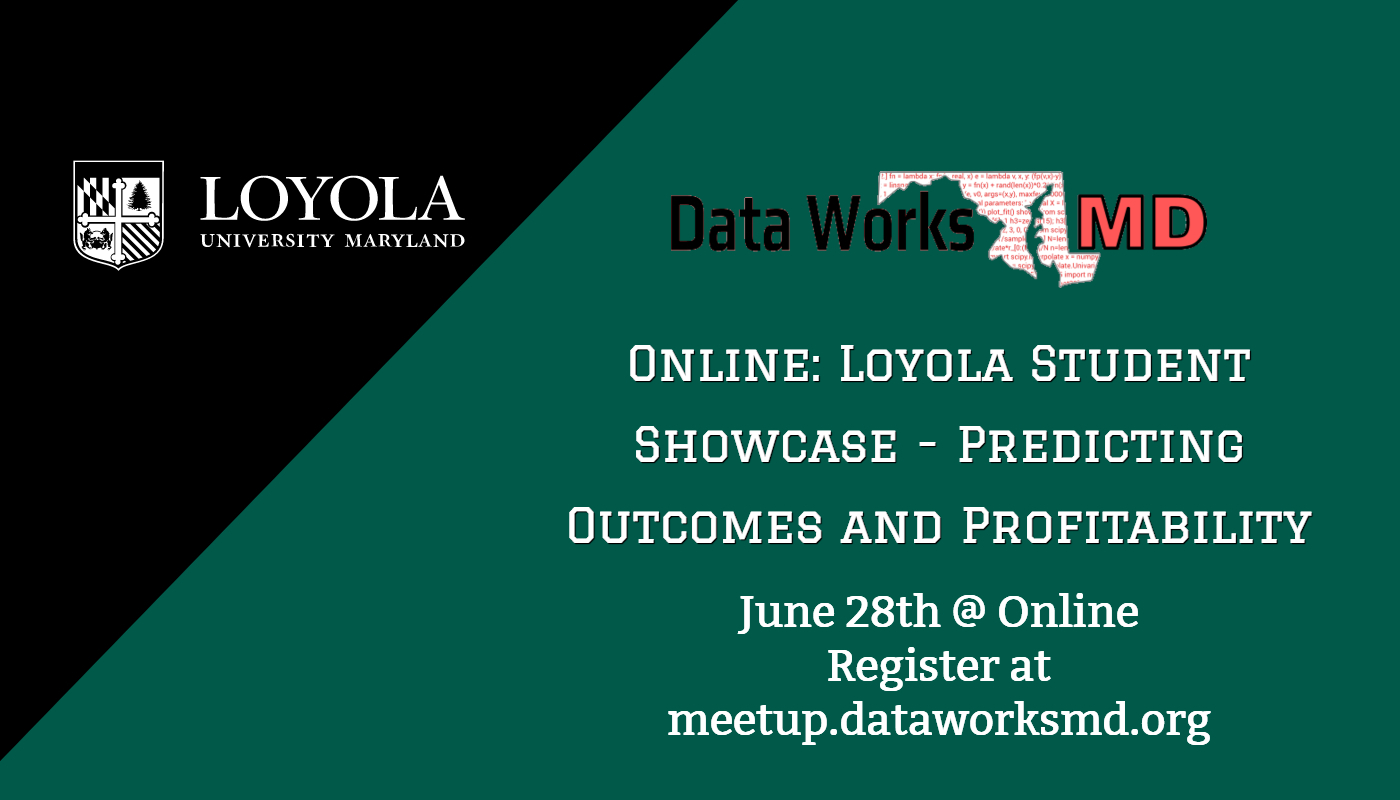 LOYOLA
UNIVERSITY MARYLAND
Data Works MD
Online: Loyola Student
Showcase - Predicting
Outcomes and Profitability
June 28th @ Online
Register at
meetup.dataworksmd.org